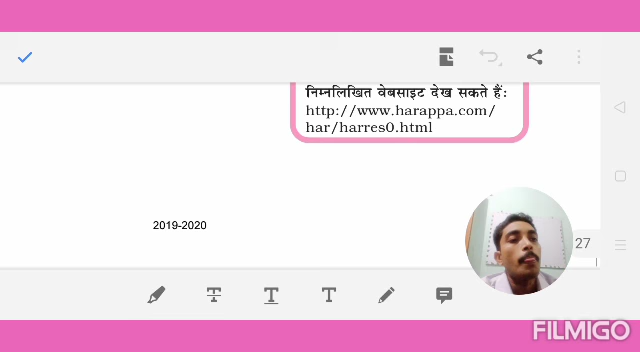 निम्नलिखित वेबसाइट देख सकते हैं:
http://www.harappa.com/
har/harres0.html
2019-2020
27
T
T
T
FILMIGO